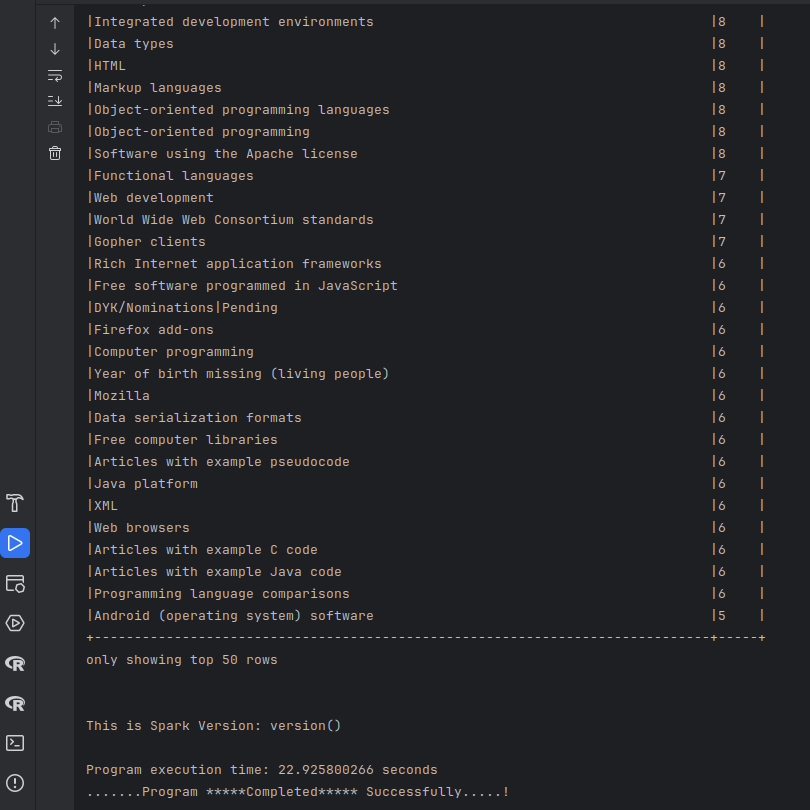 |Integrated development environments |8 |
|Data types |8 |
|HTML |8 |
|Markup languages |8 |
|Object-oriented programming languages |8 |
|Object-oriented programming |8 |
|Software using the Apache license |8 |
|Functional languages |7 |
|Web development |7 |
|World Wide Web Consortium standards |7 |
|Gopher clients |7 |
|Rich Internet application frameworks |6 |
|Free software programmed in JavaScript |6 |
|DYK/Nominations|Pending |6 |
|Firefox add-ons |6 |
|Computer programming |6 |
|Year of birth missing (living people) |6 |
|Mozilla |6 |
|Data serialization formats |6 |
|Free computer libraries |6 |
|Articles with example pseudocode |6 |
|Java platform |6 |
|XML |6 |
|Web browsers |6 |
|Articles with example C code |6 |
|Articles with example Java code |6 |
|Programming language comparisons |6 |
|Android (operating system) software |5 |
+-----------------------------------------------------------------------------+-----+
only showing top 50 rows
This is Spark Version: version()
Program execution time: 22.925800266 seconds
.......Program *****Completed***** Successfully.....!
R
R